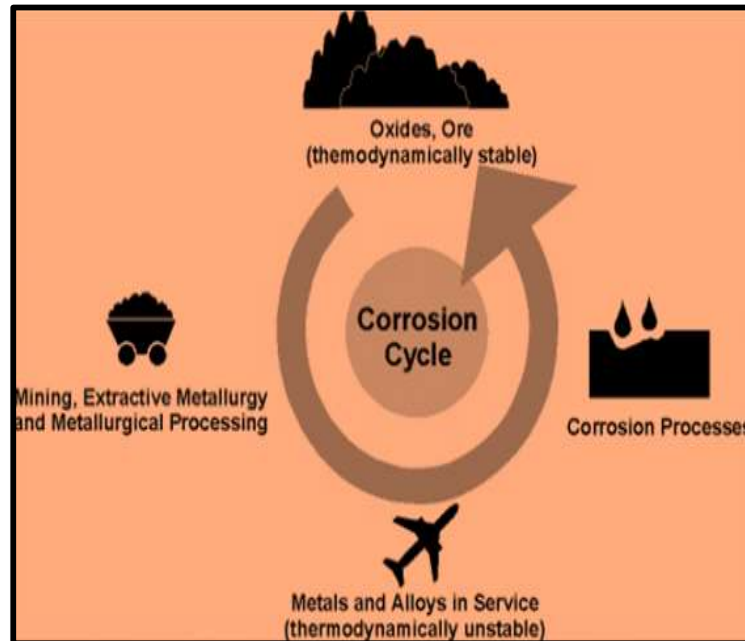 Oxides, Ore
(themodynamically stable)
Corrosion
Cycle
Mining, Extractive Metallurgy
and Metallurgical Processing
Corrosion Processes
Metals and Alloys in Service
(thermodynamically unstable)